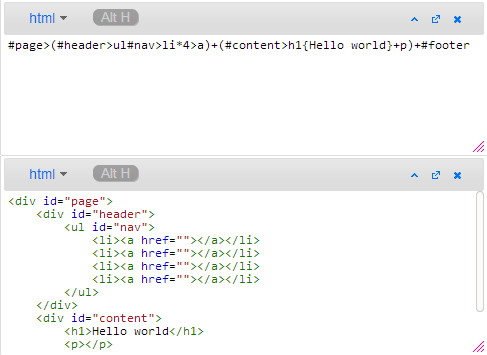 html Alt H
#page>(#header>ul#nav>li*4>a)+(#content>h1{Hello world}+p)+#footer
html Alt H
<div id="page">
    <div id="header">
        <ul id="nav">
            <li><a href=""></a></li>
            <li><a href=""></a></li>
            <li><a href=""></a></li>
            <li><a href=""></a></li>
        </ul>
    </div>
    <div id="content">
        <h1>Hello world</h1>
        <p></p>